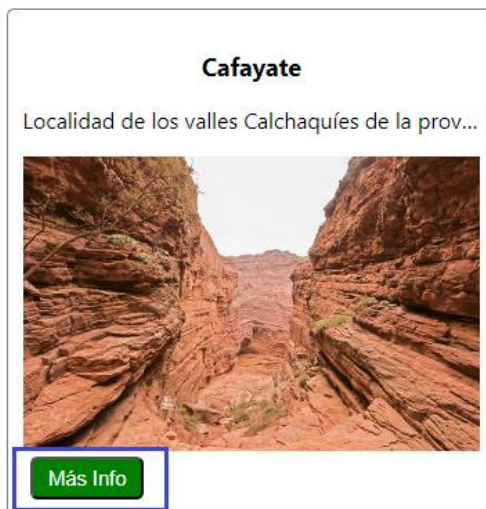 Cafayate
Localidad de los valles Calchaquíes de la prov...
Más Info